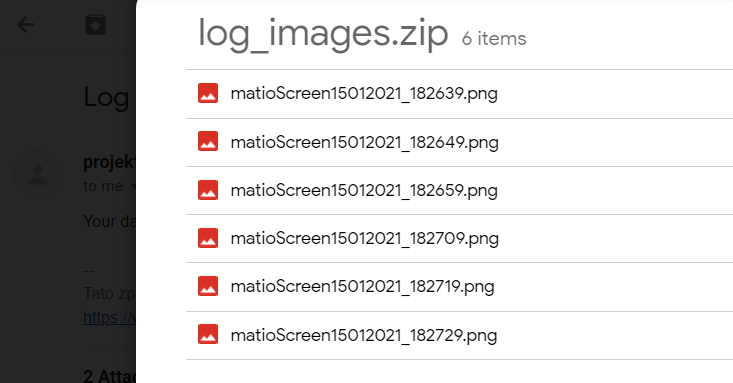 log_images.zip 6 items
Log
matioScreen15012021_182639.png
matioScreen15012021_182649.png
projekt
to me
matioScreen15012021_182659.png
Your da
matioScreen15012021_182709.png
--
Tato zp
matioScreen15012021_182719.png
https://w
matioScreen15012021_182729.png
2 Attac